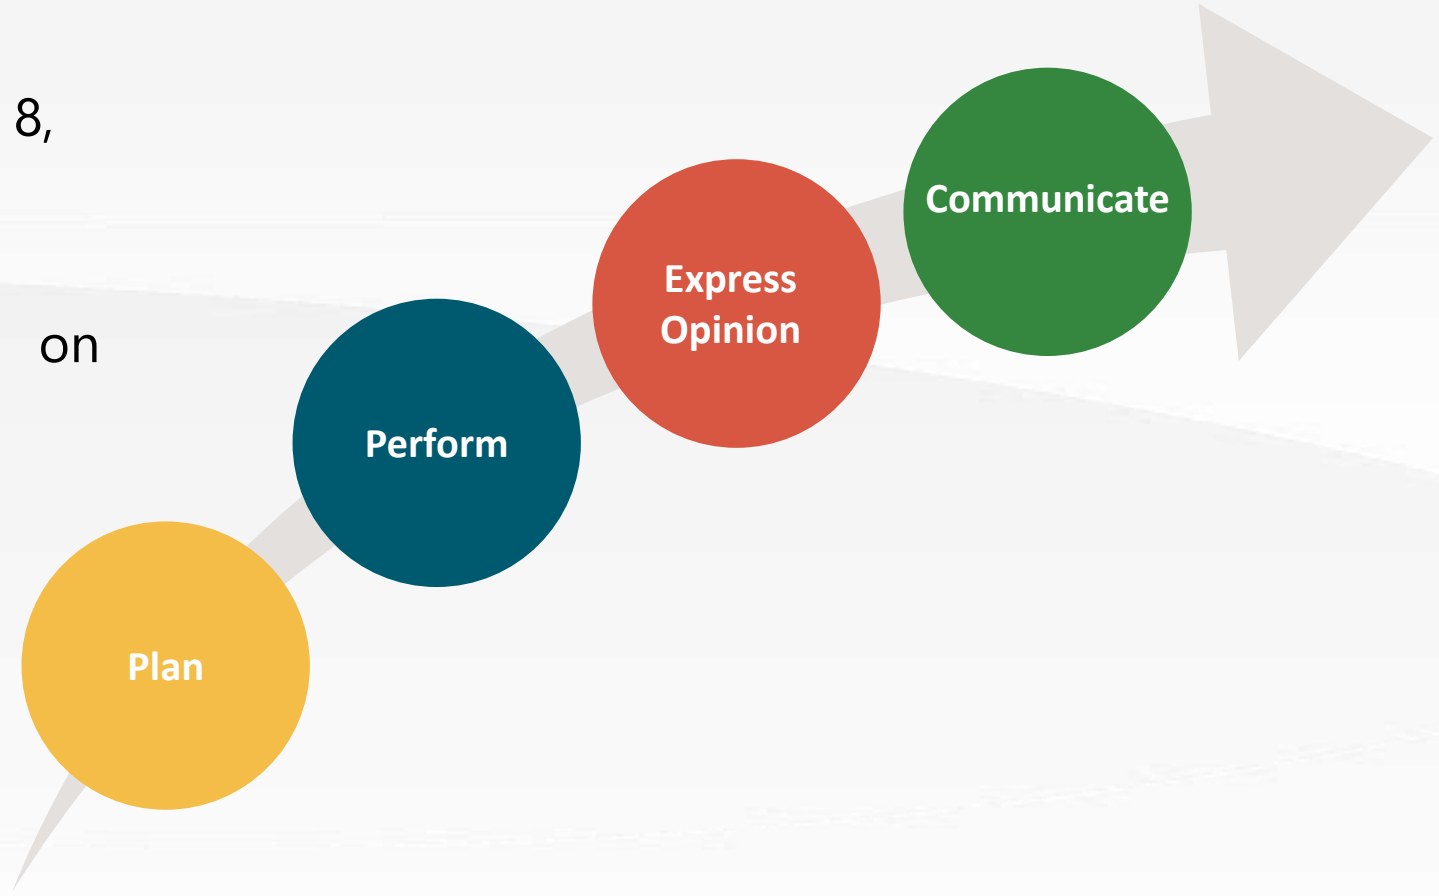 8,
on
Plan
Perform
Express
Opinion
Communicate